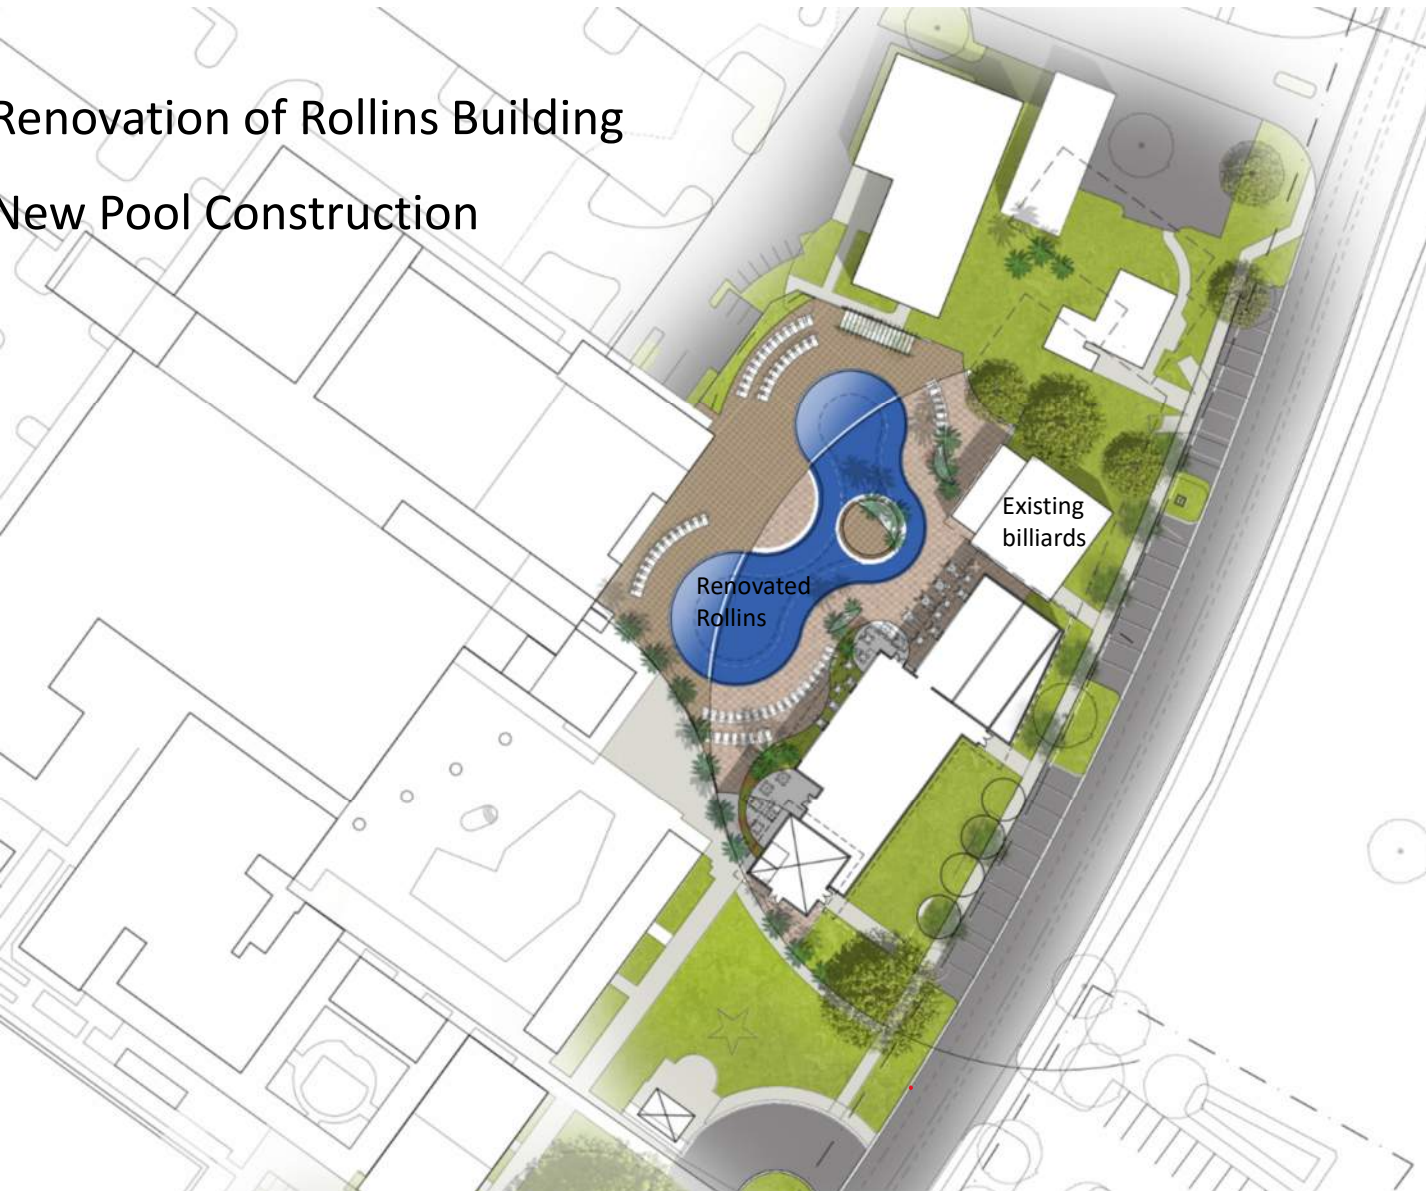 Renovation of Rollins Building
New Pool Construction
Existing
billiards
Renovated
Rollins